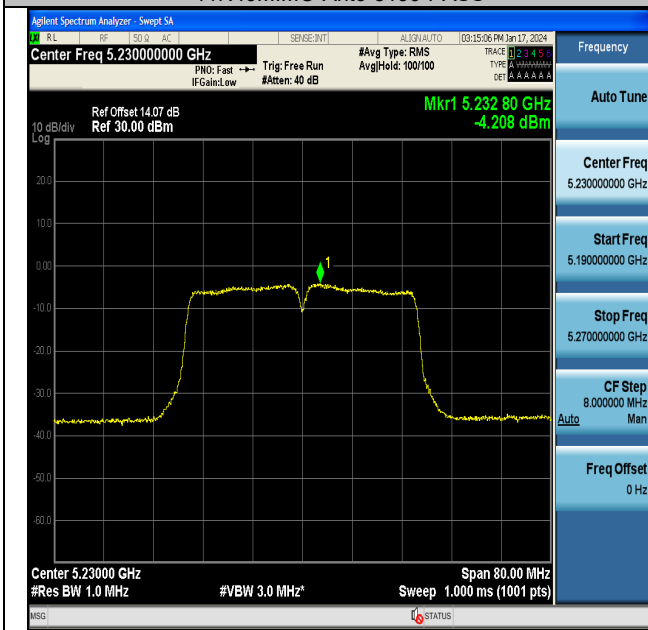 Agilent Spectrum Analyzer - Swept SA
LXI RL RF 50 Ω AC SENSE:INT ALIGNAUTO 03:15:06 PM Jan 17, 2024
Center Freq 5.230000000 GHz
PNO: Fast
IFGain:Low
Trig: Free Run
#Atten: 40 dB
#Avg Type: RMS
Avg|Hold: 100/100
TRACE 1 2 3 4 5 6
TYPE A
DET A A A A A A
Frequency
Auto Tune
Center Freq
5.230000000 GHz
Start Freq
5.190000000 GHz
Stop Freq
5.270000000 GHz
CF Step
8.000000 MHz
Auto Man
Freq Offset
0 Hz
Mkr1 5.232 80 GHz
-4.208 dBm
Ref Offset 14.07 dB
10 dB/div Ref 30.00 dBm
Log
20.0
10.0
0.00
-10.0
-20.0
-30.0
-40.0
-50.0
-60.0
1
Center 5.23000 GHz Span 80.00 MHz
#Res BW 1.0 MHz #VBW 3.0 MHz* Sweep 1.000 ms (1001 pts)
MSG STATUS